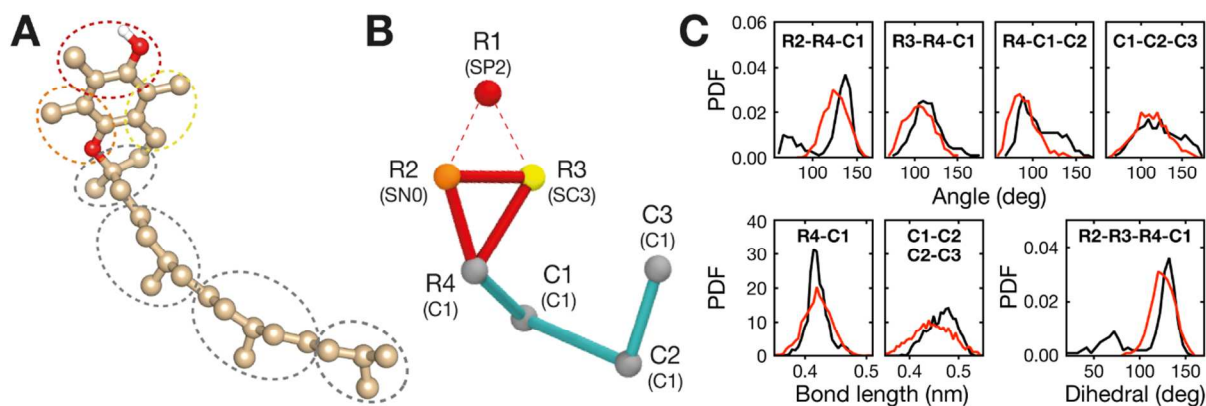 A
B
R1
(SP2)
R2
(SN0)
R3
(SC3)
R4
(C1)
C1
(C1)
C2
(C1)
C3
(C1)
C
PDF
0.06
0.04
0.02
0.00
R2-R4-C1
R3-R4-C1
R4-C1-C2
C1-C2-C3
100 150
100 150
100 150
100 150
Angle (deg)
PDF
40
30
20
10
0
R4-C1
C1-C2
C2-C3
0.4 0.5
0.4 0.5
Bond length (nm)
PDF
0.04
0.02
0.00
R2-R3-R4-C1
50 100 150
Dihedral (deg)